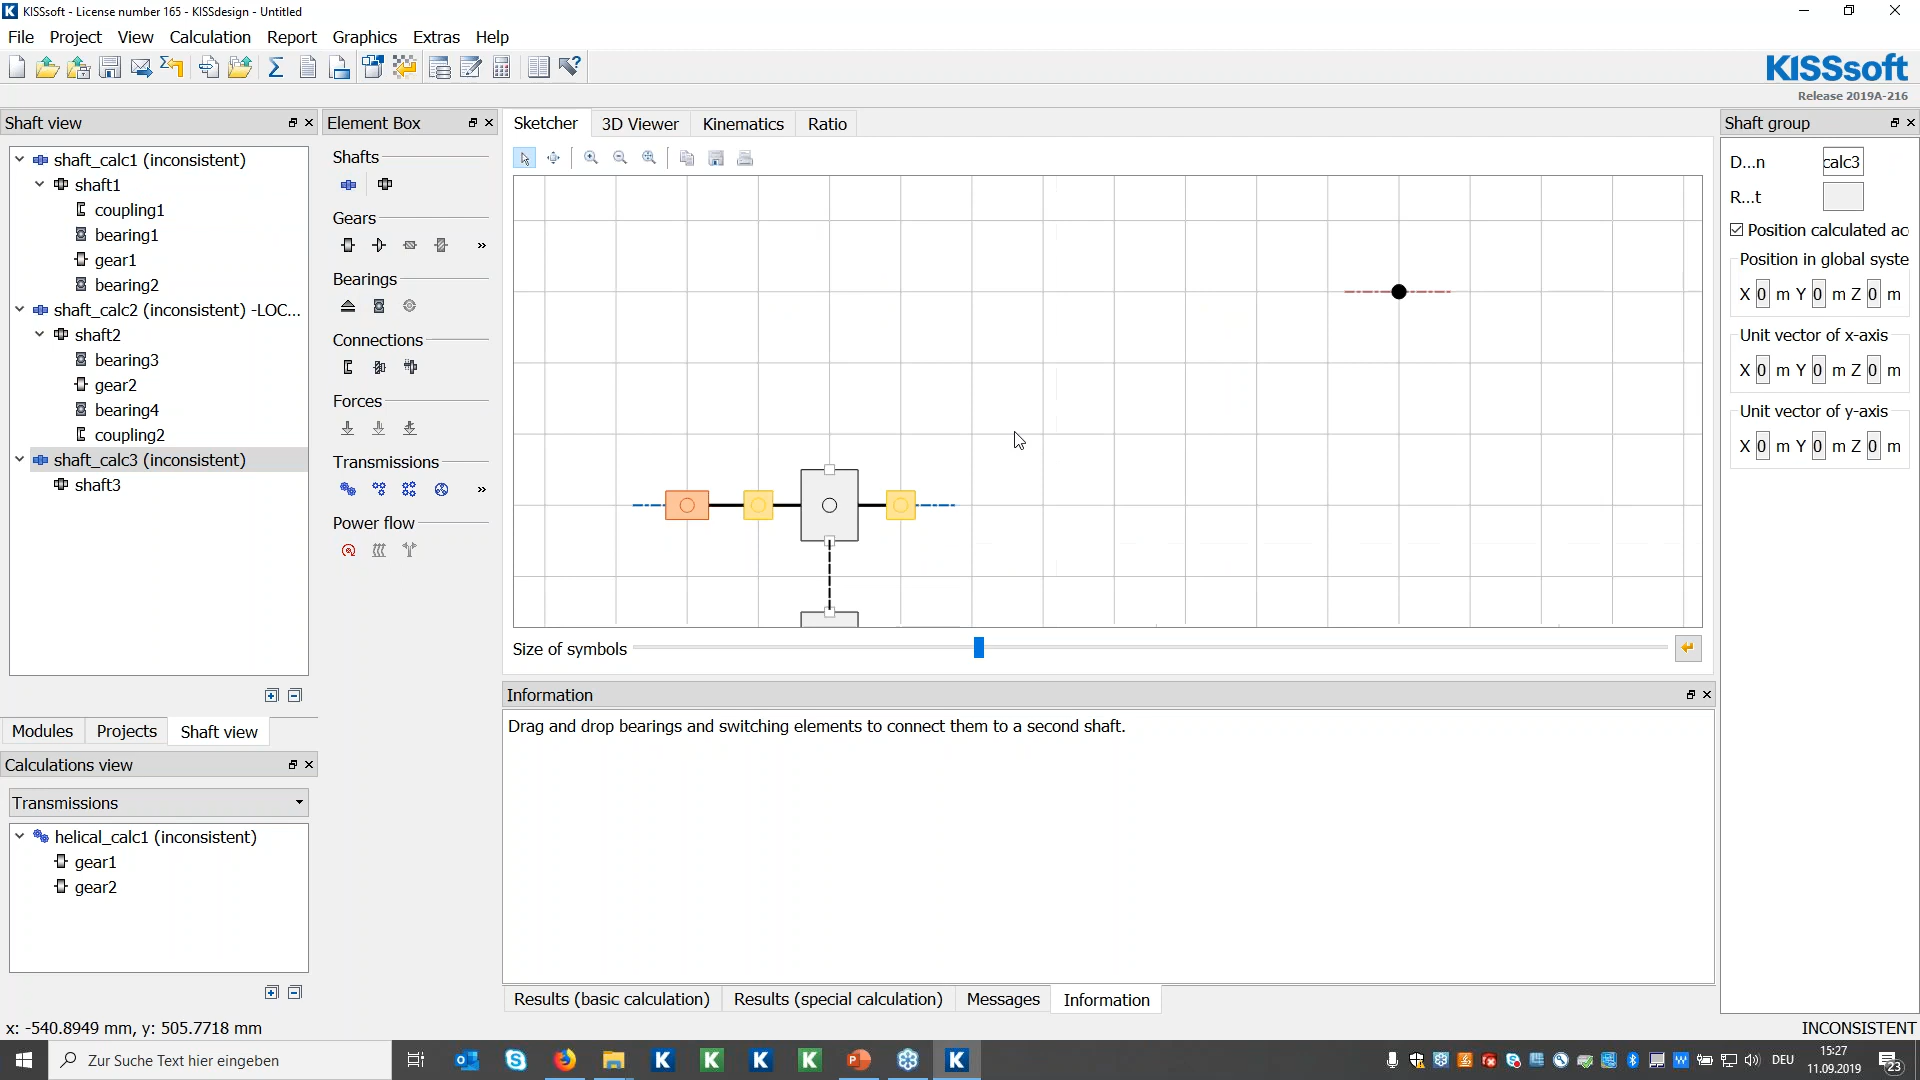 KISSsoft - License number 165 - KISSdesign - Untitled
File Project View Calculation Report Graphics Extras Help
KISSsoft
Release 2019A-216
Shaft view
shaft_calc1 (inconsistent)
shaft1
coupling1
bearing1
gear1
bearing2
shaft_calc2 (inconsistent) -LOC...
shaft2
bearing3
gear2
bearing4
coupling2
shaft_calc3 (inconsistent)
shaft3
Modules Projects Shaft view
Calculations view
Transmissions
helical_calc1 (inconsistent)
gear1
gear2
Element Box
Shafts
Gears
»
Bearings
Connections
Forces
Transmissions
»
Power flow
Sketcher 3D Viewer Kinematics Ratio
Size of symbols
Information
Drag and drop bearings and switching elements to connect them to a second shaft.
Results (basic calculation) Results (special calculation) Messages Information
Shaft group
D...n calc3
R...t
Position calculated ac
Position in global syste
X 0 m Y 0 m Z 0 m
Unit vector of x-axis
X 0 m Y 0 m Z 0 m
Unit vector of y-axis
X 0 m Y 0 m Z 0 m
x: -540.8949 mm, y: 505.7718 mm
INCONSISTENT
Zur Suche Text hier eingeben
DEU
15:27
11.09.2019
23